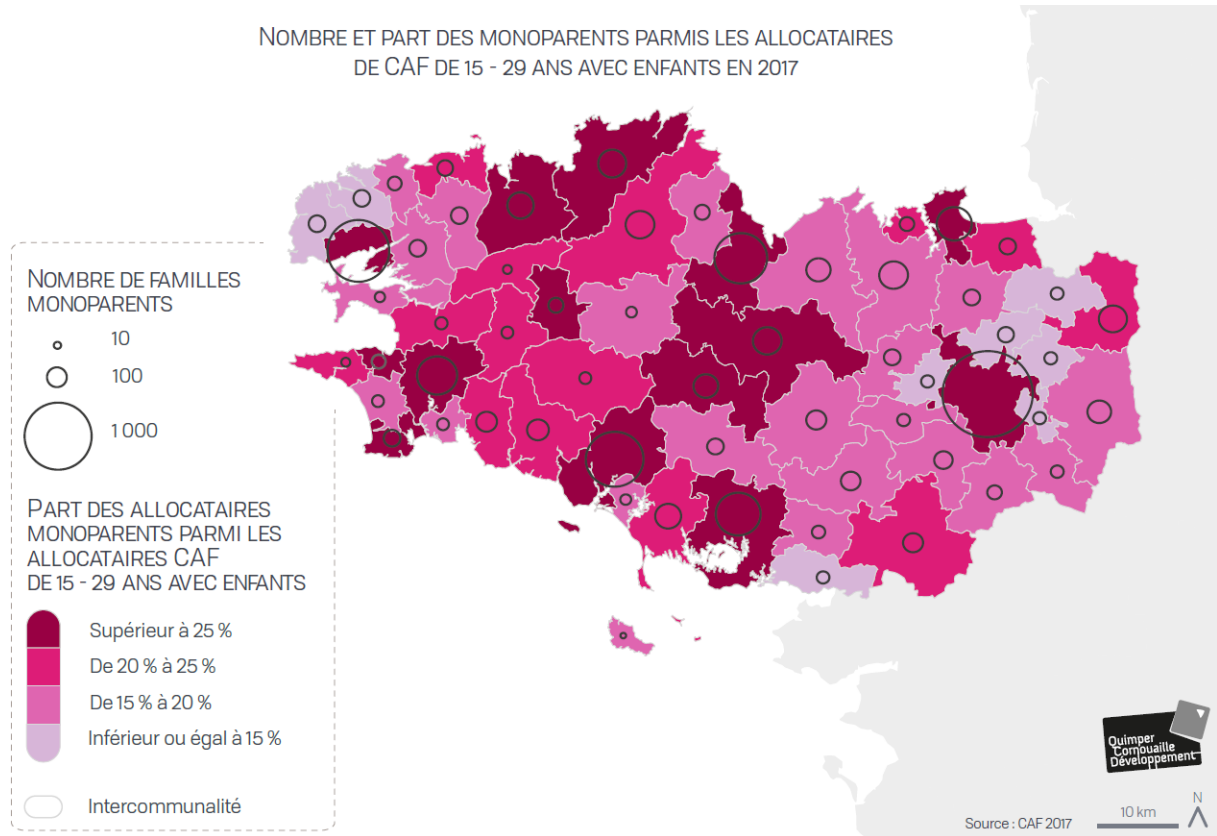 NOMBRE ET PART DES MONOPARENTS PARMIS LES ALLOCATAIRES
DE CAF DE 15 - 29 ANS AVEC ENFANTS EN 2017
NOMBRE DE FAMILLES
MONOPARENTS
10
100
1 000
PART DES ALLOCATAIRES
MONOPARENTS PARMI LES
ALLOCATAIRES CAF
DE 15 - 29 ANS AVEC ENFANTS
Supérieur à 25 %
De 20 % à 25 %
De 15 % à 20 %
Inférieur ou égal à 15 %
Intercommunalité
Quimper
Cornouaille
Développement
Source : CAF 2017
10 km
N